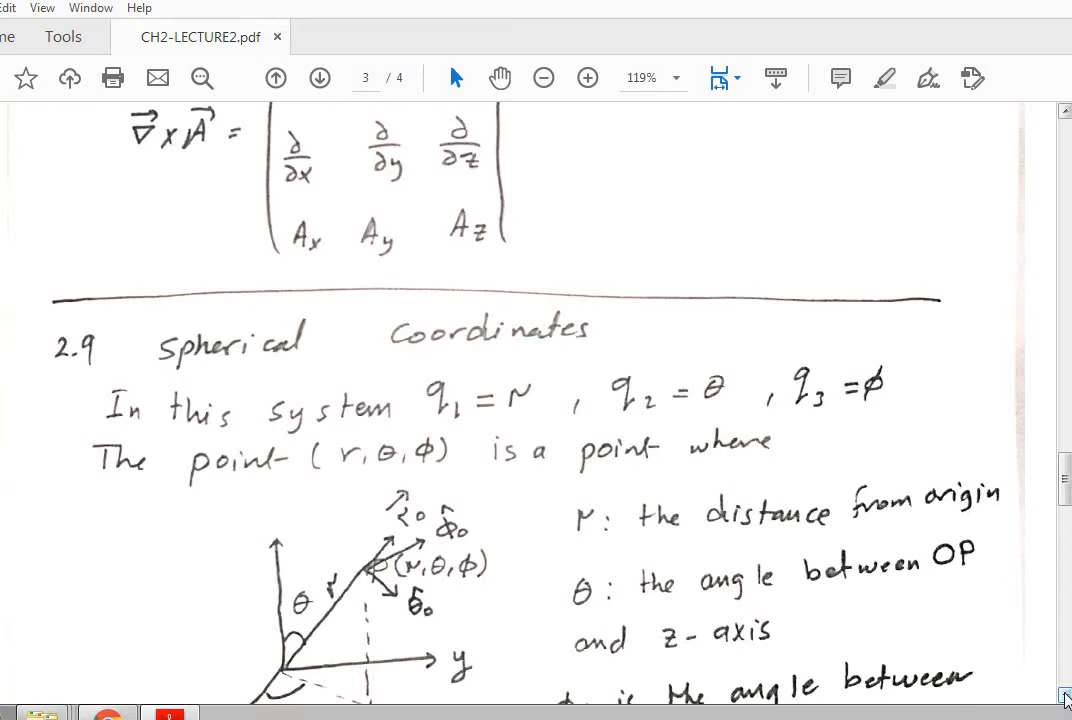 Edit View Window Help
me Tools CH2-LECTURE2.pdf ×
3 / 4 119%
∇ x A = | ∂/∂x ∂/∂y ∂/∂z |
Ax Ay Az
2.9 Spherical Coordinates
In this system q1 = r , q2 = θ , q3 = ϕ
The point (r, θ, ϕ) is a point where
r0 ϕ0
r: the distance from origin
P(r, θ, ϕ)
θ r θ0
θ: the angle between OP
and z-axis
y
is the angle between